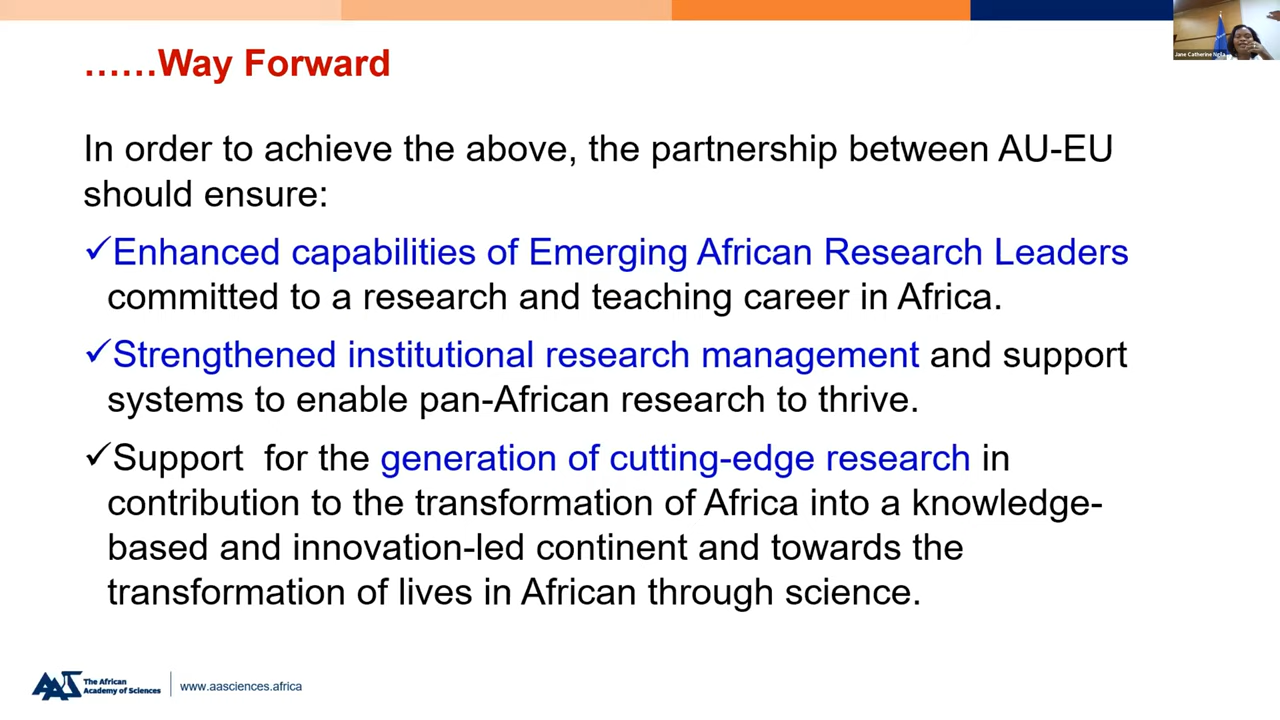 ......Way Forward
Jane Catherine Ngila
In order to achieve the above, the partnership between AU-EU
should ensure:
✓Enhanced capabilities of Emerging African Research Leaders
committed to a research and teaching career in Africa.
✓Strengthened institutional research management and support
systems to enable pan-African research to thrive.
✓Support for the generation of cutting-edge research in
contribution to the transformation of Africa into a knowledge-
based and innovation-led continent and towards the
transformation of lives in African through science.
AAS
The African
Academy of Sciences
www.aasciences.africa